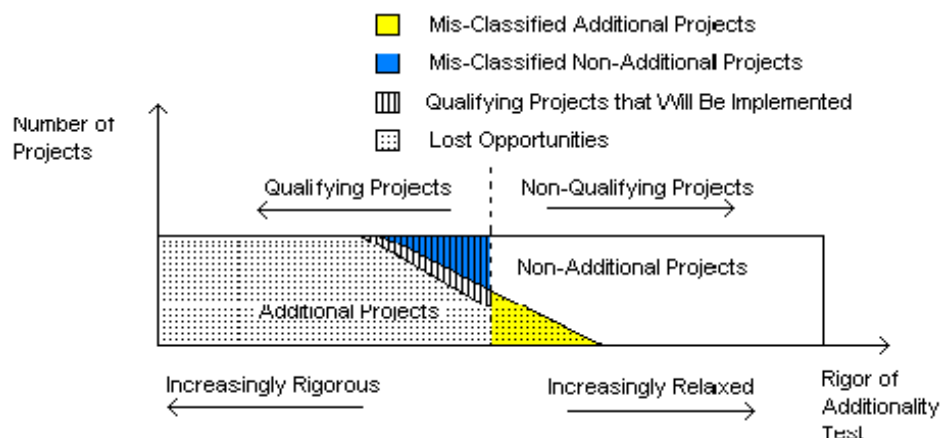 Mis-Classified Additional Projects
Mis-Classified Non-Additional Projects
Qualifying Projects that Will Be Implemented
Lost Opportunities
Number of
Projects
Qualifying Projects
Non-Qualifying Projects
Non-Additional Projects
Additional Projects
Increasingly Rigorous
Increasingly Relaxed
Rigor of
Additionality
Test